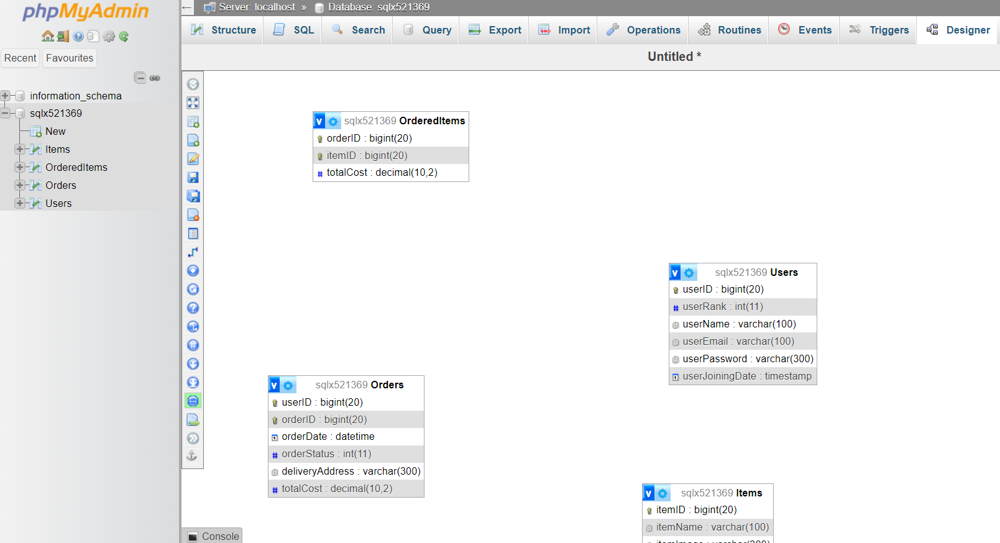 phpMyAdmin
Recent Favourites
information_schema
sqlx521369
New
Items
OrderedItems
Orders
Users
Server: localhost » Database: sqlx521369
Structure SQL Search Query Export Import Operations Routines Events Triggers Designer
Untitled *
v sqlx521369 OrderedItems
orderID : bigint(20)
itemID : bigint(20)
# totalCost : decimal(10,2)
v sqlx521369 Users
userID : bigint(20)
# userRank : int(11)
userName : varchar(100)
userEmail : varchar(100)
userPassword : varchar(300)
userJoiningDate : timestamp
v sqlx521369 Orders
userID : bigint(20)
orderID : bigint(20)
orderDate : datetime
# orderStatus : int(11)
deliveryAddress : varchar(300)
# totalCost : decimal(10,2)
v sqlx521369 Items
itemID : bigint(20)
itemName : varchar(100)
itemImage : varchar(300)
Console